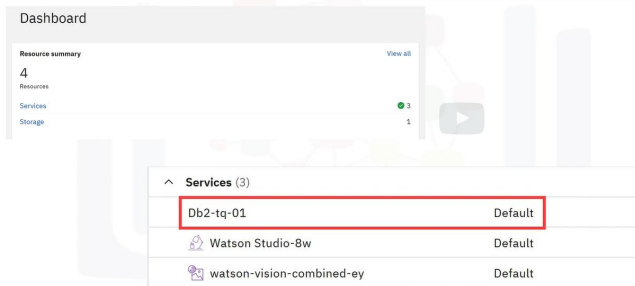 Dashboard
Resource summary View all
4
Resources
Services 3
Storage 1
Services (3)
Db2-tq-01 Default
Watson Studio-8w Default
watson-vision-combined-ey Default